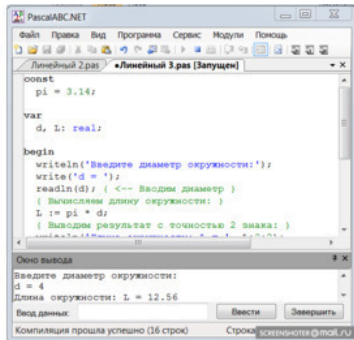 PascalABC.NET
Файл Правка Вид Программа Сервис Модули Помощь
Линейный 2.pas •Линейный 3.pas [Запущен]
const
pi = 3.14;
var
d, L: real;
begin
writeln('Введите диаметр окружности:');
write('d = ');
readln(d); { <-- Вводим диаметр }
{ Вычисляем длину окружности: }
L := pi * d;
{ Выводим результат с точностью 2 знака: }
Окно вывода
Введите диаметр окружности:
d = 4
Длина окружности: L = 12.56
Ввод данных: Ввести Завершить
Компиляция прошла успешно (16 строк) Строка
SCREENSHOTER@mail.ru